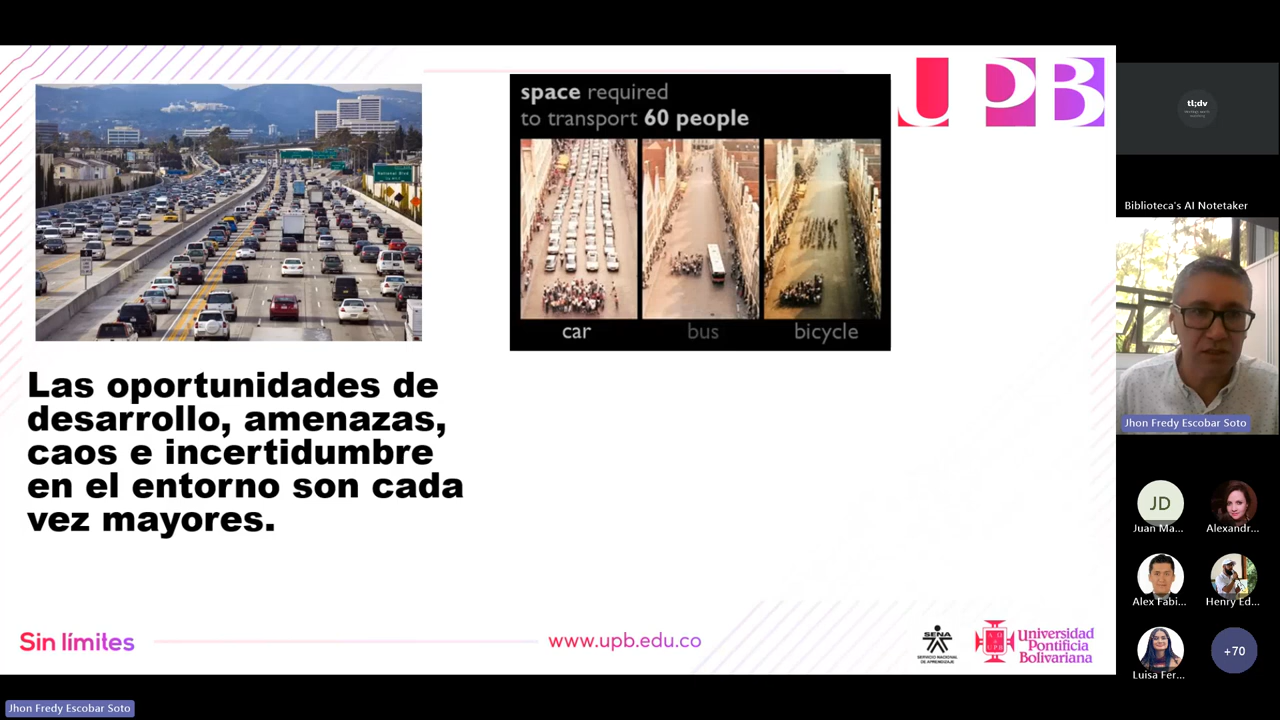 space required
to transport 60 people
car
bus
bicycle
UPB
National Blvd
Las oportunidades de
desarrollo, amenazas,
caos e incertidumbre
en el entorno son cada
vez mayores.
Sin límites
www.upb.edu.co
SENA
SERVICIO NACIONAL
DE APRENDIZAJE
Universidad
Pontificia
Bolivariana
tl;dv
Biblioteca's AI Notetaker
Jhon Fredy Escobar Soto
JD
Juan Ma...
Alexandr...
Alex Fabi...
Henry Ed...
Luisa Fer...
+70
Jhon Fredy Escobar Soto